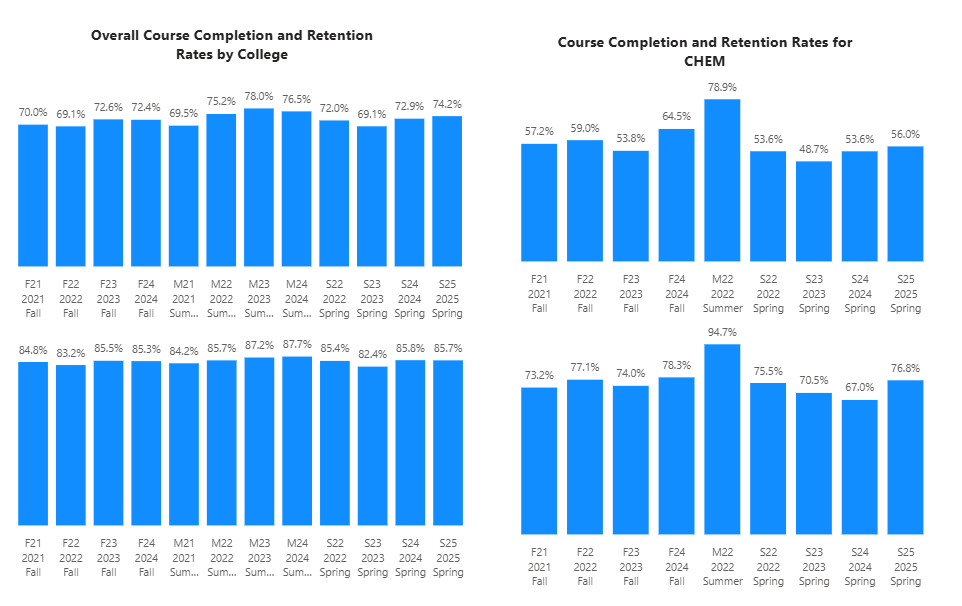 Overall Course Completion and Retention
Rates by College
70.0% 69.1% 72.6% 72.4% 69.5% 75.2% 78.0% 76.5% 72.0% 69.1% 72.9% 74.2%
F21 F22 F23 F24 M21 M22 M23 M24 S22 S23 S24 S25
2021 2022 2023 2024 2021 2022 2023 2024 2022 2023 2024 2025
Fall Fall Fall Fall Sum... Sum... Sum... Sum... Spring Spring Spring Spring
84.8% 83.2% 85.5% 85.3% 84.2% 85.7% 87.2% 87.7% 85.4% 82.4% 85.8% 85.7%
F21 F22 F23 F24 M21 M22 M23 M24 S22 S23 S24 S25
2021 2022 2023 2024 2021 2022 2023 2024 2022 2023 2024 2025
Fall Fall Fall Fall Sum... Sum... Sum... Sum... Spring Spring Spring Spring
Course Completion and Retention Rates for
CHEM
57.2% 59.0% 53.8% 64.5% 78.9% 53.6% 48.7% 53.6% 56.0%
F21 F22 F23 F24 M22 S22 S23 S24 S25
2021 2022 2023 2024 2022 2022 2023 2024 2025
Fall Fall Fall Fall Summer Spring Spring Spring Spring
73.2% 77.1% 74.0% 78.3% 94.7% 75.5% 70.5% 67.0% 76.8%
F21 F22 F23 F24 M22 S22 S23 S24 S25
2021 2022 2023 2024 2022 2022 2023 2024 2025
Fall Fall Fall Fall Summer Spring Spring Spring Spring